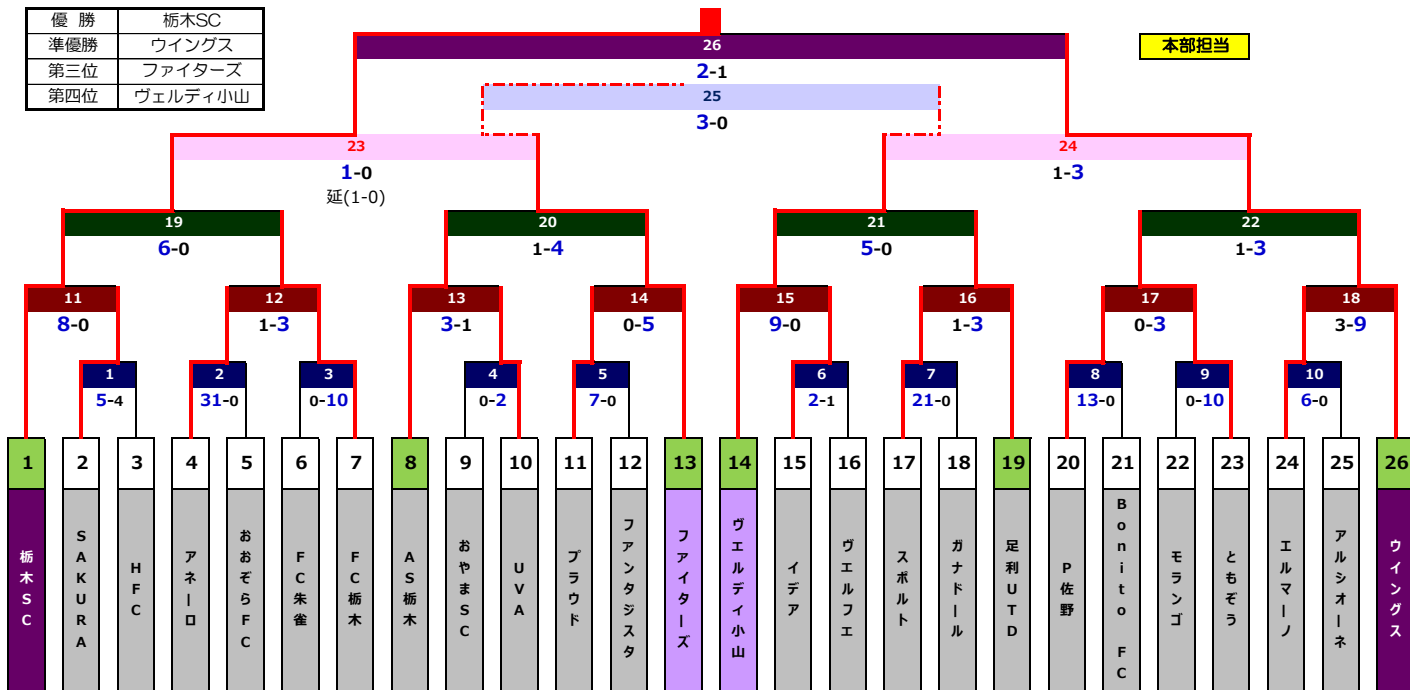 優 勝 栃木SC
準優勝 ウイングス
第三位 ファイターズ
第四位 ヴェルディ小山
本部担当
26
2-1
25
3-0
23
24
1-0
1-3
延(1-0)
19
20
21
22
6-0
1-4
5-0
1-3
11
12
13
14
15
16
17
18
8-0
1-3
3-1
0-5
9-0
1-3
0-3
3-9
1
2
3
4
5
6
7
8
9
10
5-4
31-0
0-10
0-2
7-0
2-1
21-0
13-0
0-10
6-0
1
2
3
4
5
6
7
8
9
10
11
12
13
14
15
16
17
18
19
20
21
22
23
24
25
26
栃木SC
SAKURA
HFC
アネーロ
おおぞらFC
FC朱雀
FC栃木
AS栃木
おやまSC
UVA
プラウド
ファンタジスタ
ファイターズ
ヴエルデイ小山
イデア
ヴエルフエ
スポルト
ガナドール
足利UTD
P佐野
Bonito FC
モランゴ
ともぞう
エルマーノ
アルシオーネ
ウイングス